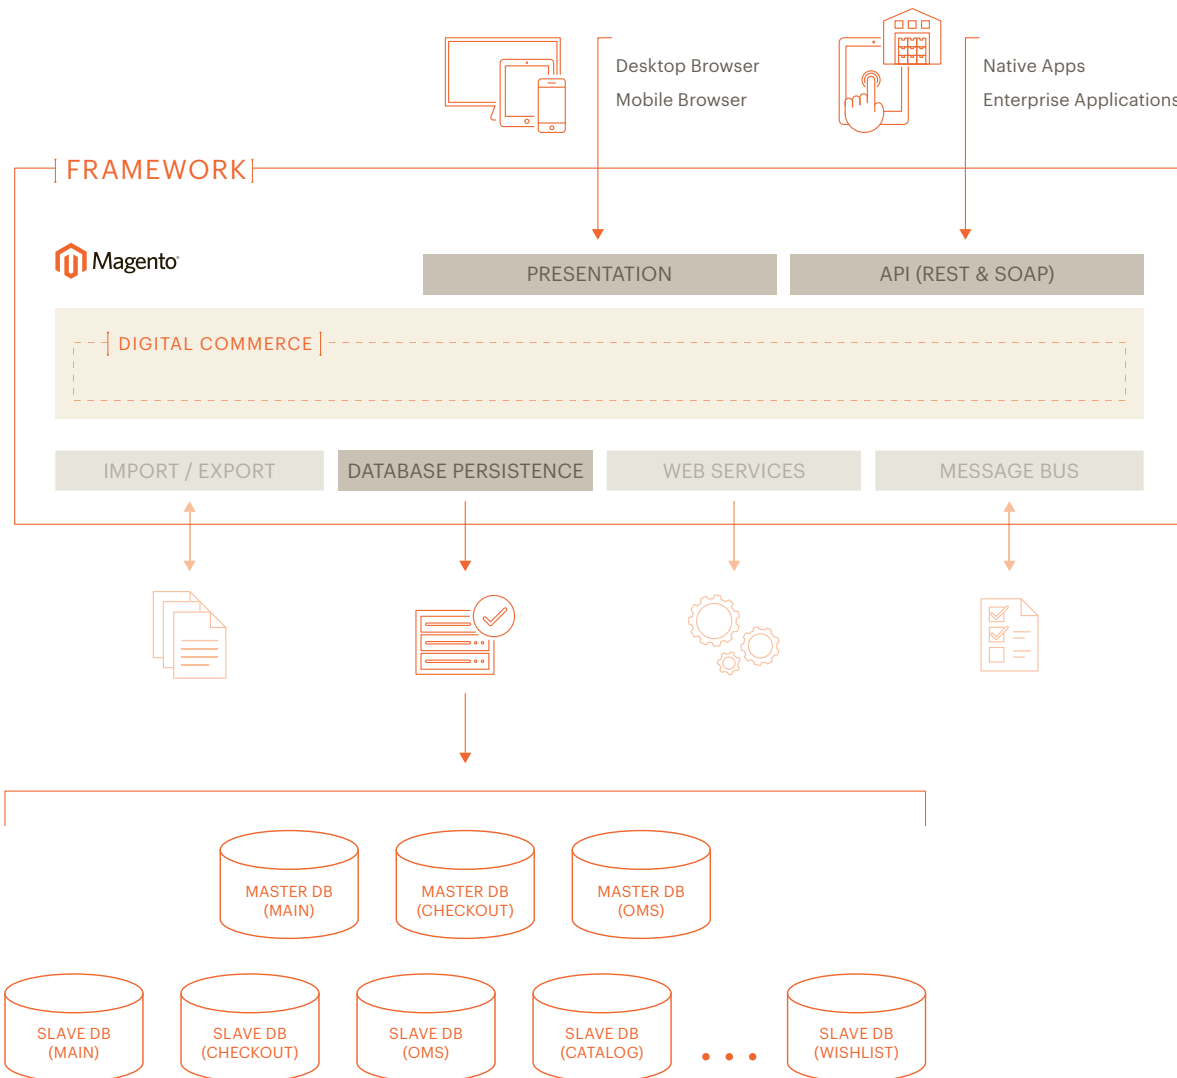 Desktop Browser
Mobile Browser
Native Apps
Enterprise Applications
FRAMEWORK
Magento
PRESENTATION
API (REST & SOAP)
DIGITAL COMMERCE
IMPORT / EXPORT
DATABASE PERSISTENCE
WEB SERVICES
MESSAGE BUS
MASTER DB
(MAIN)
MASTER DB
(CHECKOUT)
MASTER DB
(OMS)
SLAVE DB
(MAIN)
SLAVE DB
(CHECKOUT)
SLAVE DB
(OMS)
SLAVE DB
(CATALOG)
SLAVE DB
(WISHLIST)